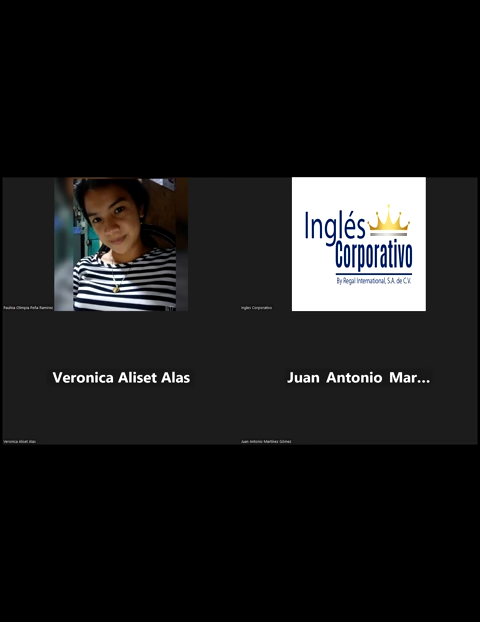 Inglés
Corporativo
By Regal International, S.A. de C.V.
Paulina Olimpia Peña Ramirez
Inglés Corporativo
Veronica Aliset Alas
Juan Antonio Mar...
Veronica Aliset Alas
Juan Antonio Martínez Gómez